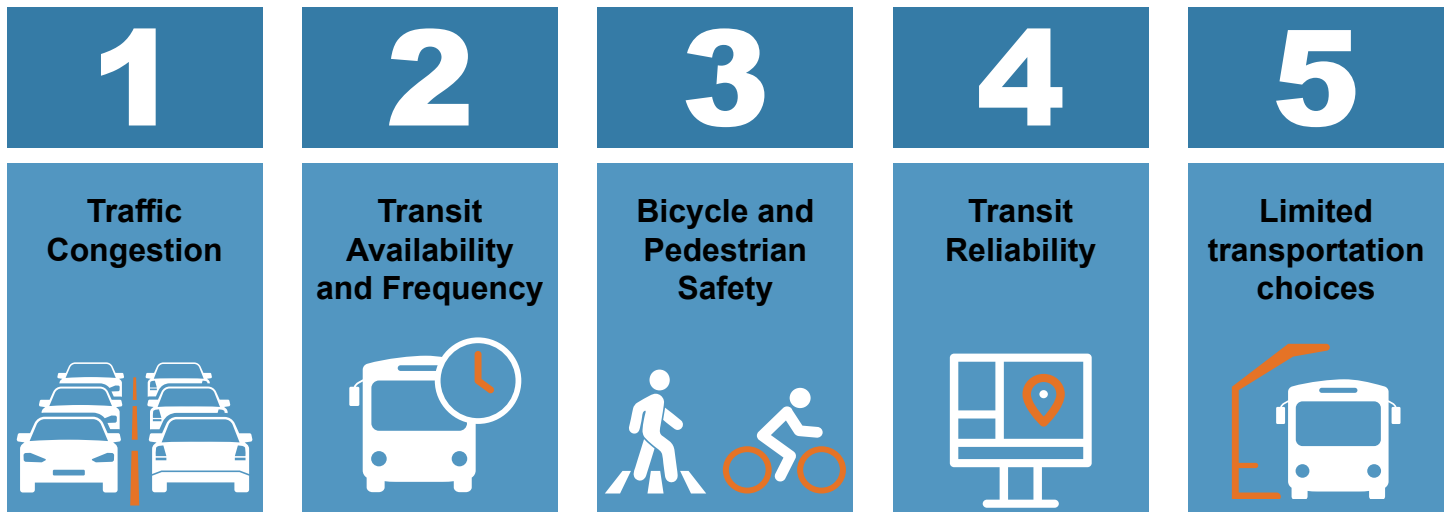 1
Traffic
Congestion
2
Transit
Availability
and Frequency
3
Bicycle and
Pedestrian
Safety
4
Transit
Reliability
5
Limited
transportation
choices